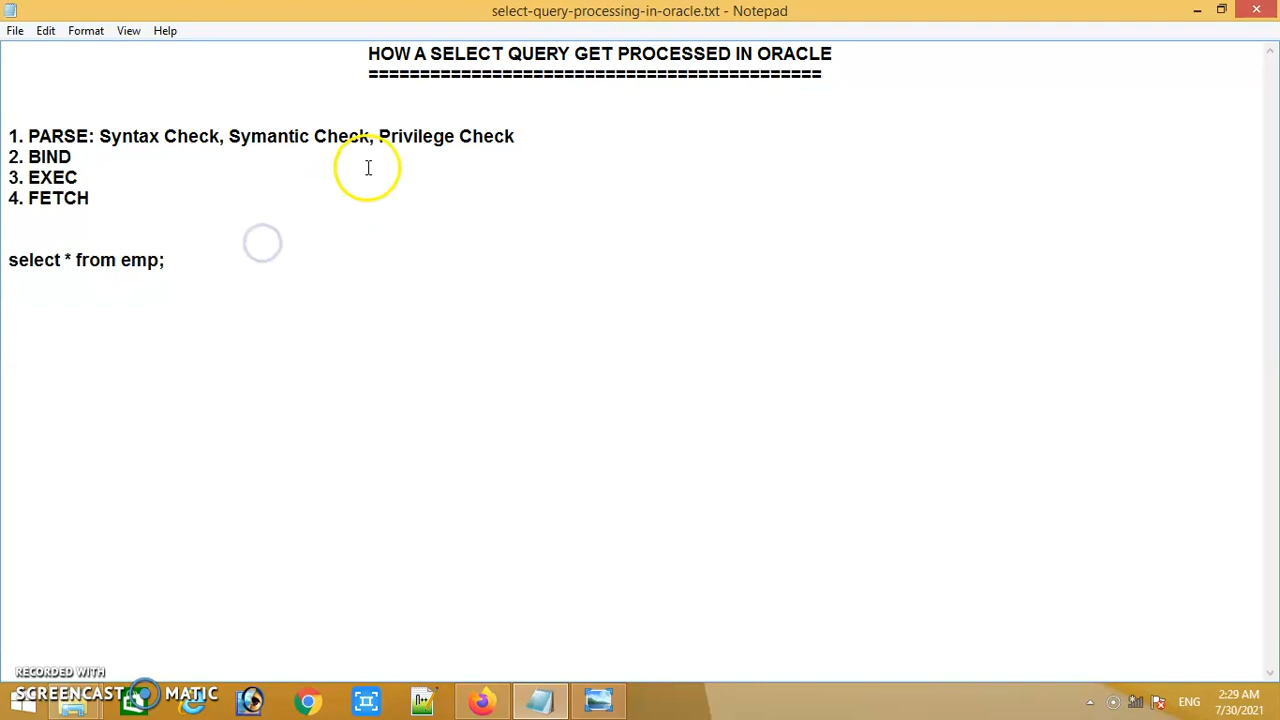 select-query-processing-in-oracle.txt - Notepad
File Edit Format View Help
HOW A SELECT QUERY GET PROCESSED IN ORACLE
============================================
1. PARSE: Syntax Check, Symantic Check, Privilege Check
2. BIND
3. EXEC
4. FETCH
select * from emp;
RECORDED WITH
SCREENCAST MATIC
ENG
2:29 AM
7/30/2021